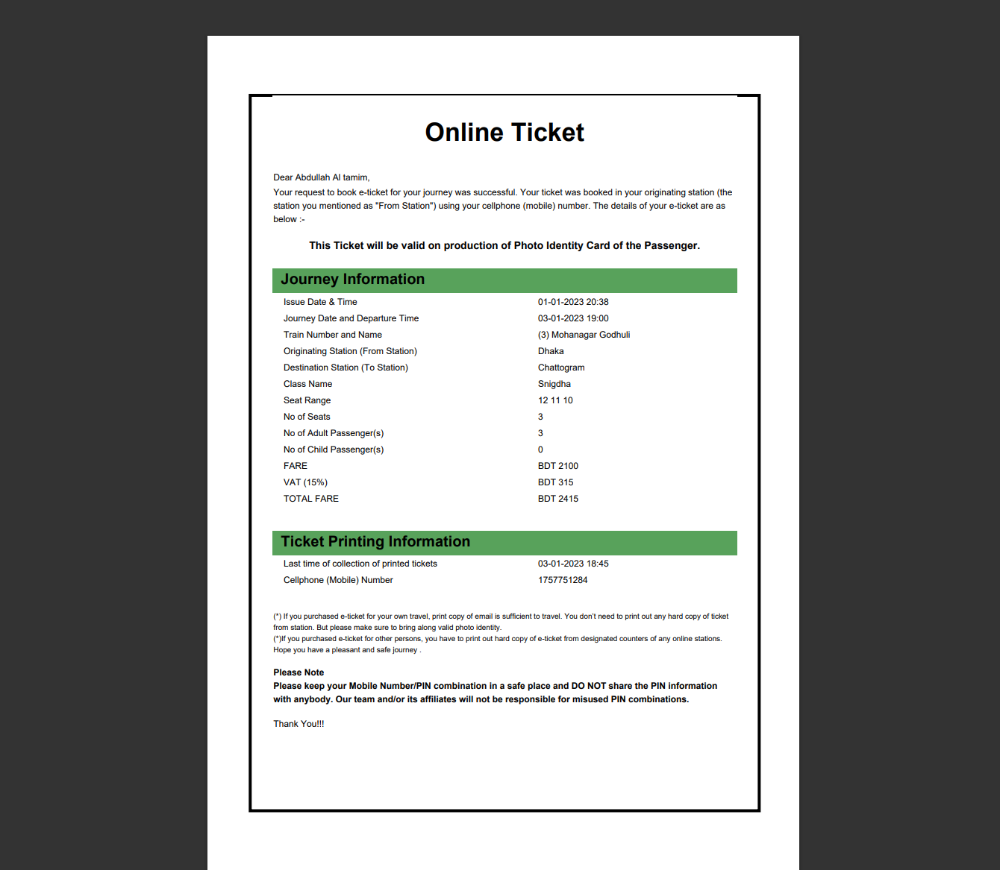 Online Ticket
Dear Abdullah Al tamim,
Your request to book e-ticket for your journey was successful. Your ticket was booked in your originating station (the
station you mentioned as "From Station") using your cellphone (mobile) number. The details of your e-ticket are as
below :-
This Ticket will be valid on production of Photo Identity Card of the Passenger.
Journey Information
Issue Date & Time 01-01-2023 20:38
Journey Date and Departure Time 03-01-2023 19:00
Train Number and Name (3) Mohanagar Godhuli
Originating Station (From Station) Dhaka
Destination Station (To Station) Chattogram
Class Name Snigdha
Seat Range 12 11 10
No of Seats 3
No of Adult Passenger(s) 3
No of Child Passenger(s) 0
FARE BDT 2100
VAT (15%) BDT 315
TOTAL FARE BDT 2415
Ticket Printing Information
Last time of collection of printed tickets 03-01-2023 18:45
Cellphone (Mobile) Number 1757751284
(*) If you purchased e-ticket for your own travel, print copy of email is sufficient to travel. You don't need to print out any hard copy of ticket
from station. But please make sure to bring along valid photo identity.
(*)If you purchased e-ticket for other persons, you have to print out hard copy of e-ticket from designated counters of any online stations.
Hope you have a pleasant and safe journey .
Please Note
Please keep your Mobile Number/PIN combination in a safe place and DO NOT share the PIN information
with anybody. Our team and/or its affiliates will not be responsible for misused PIN combinations.
Thank You!!!